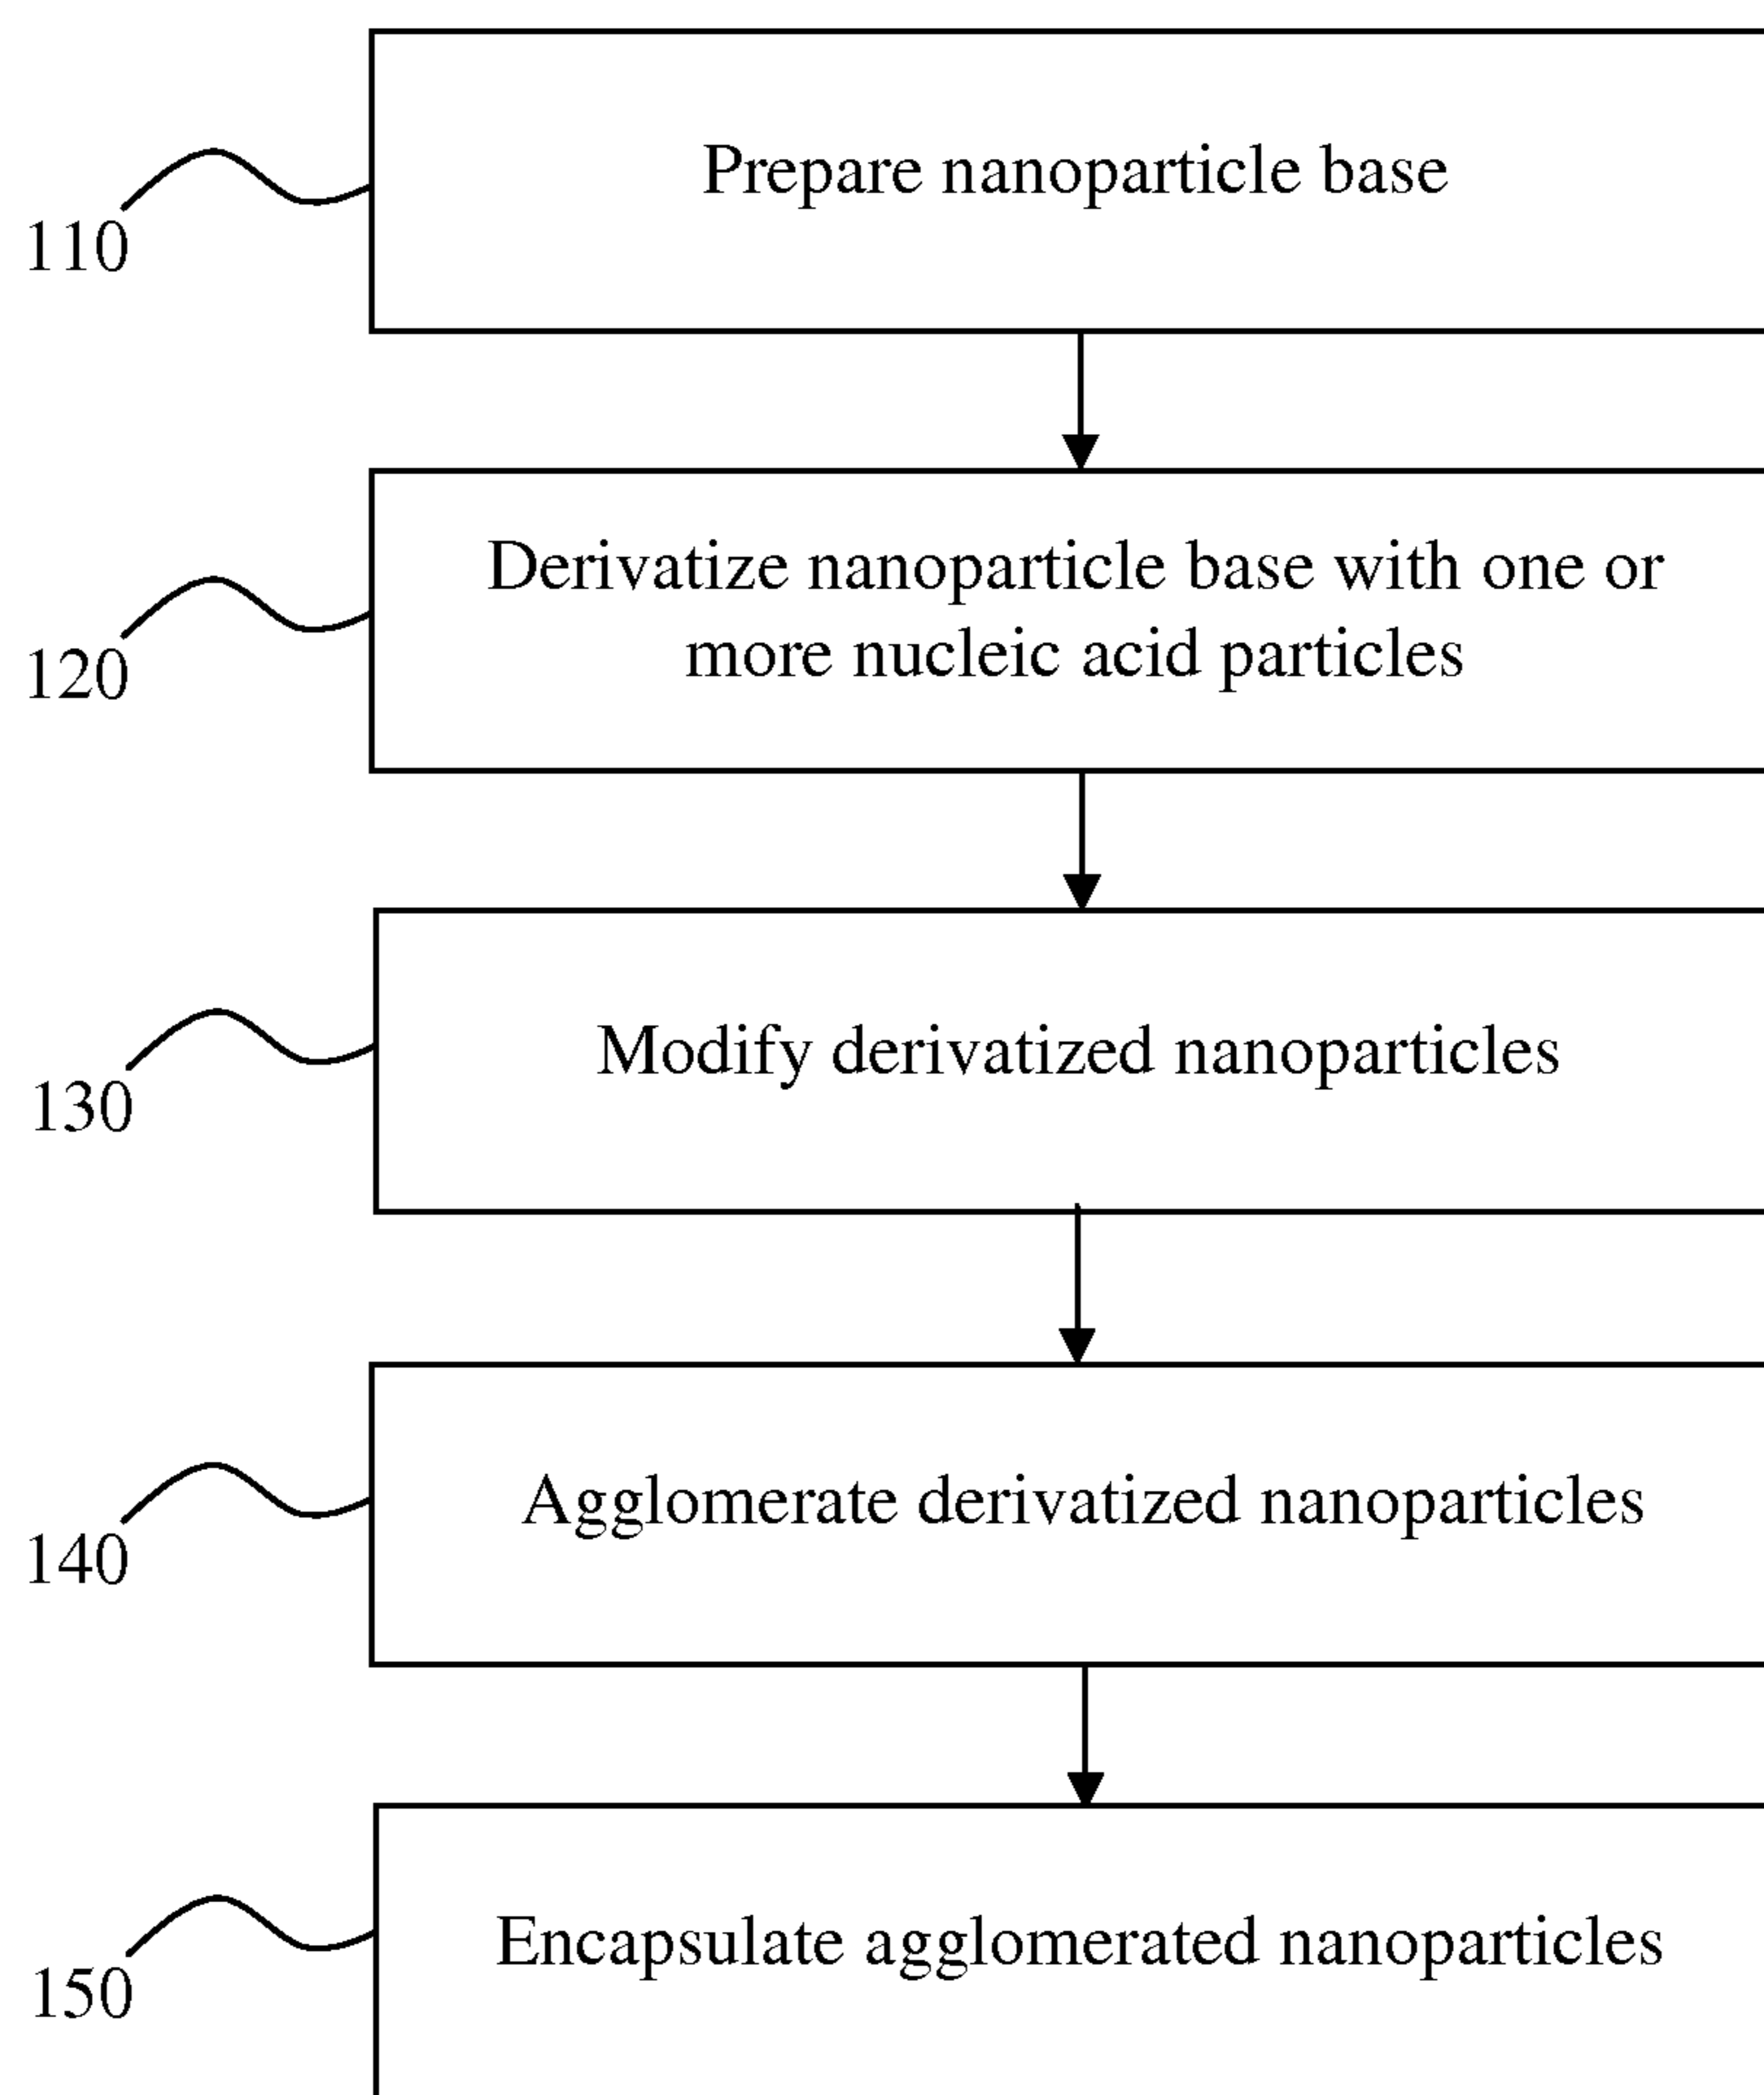 Prepare nanoparticle base
110
Derivatize nanoparticle base with one or
more nucleic acid particles
120
Modify derivatized nanoparticles
130
Agglomerate derivatized nanoparticles
140
Encapsulate agglomerated nanoparticles
150